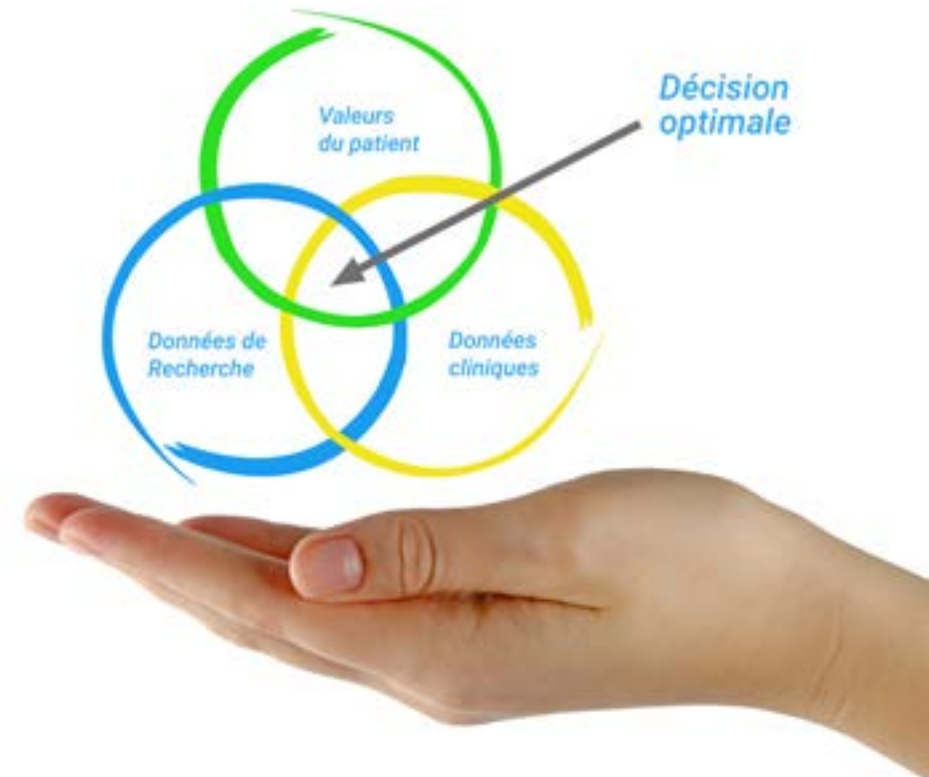 Décision
optimale
Valeurs
du patient
Données de
Recherche
Données
cliniques